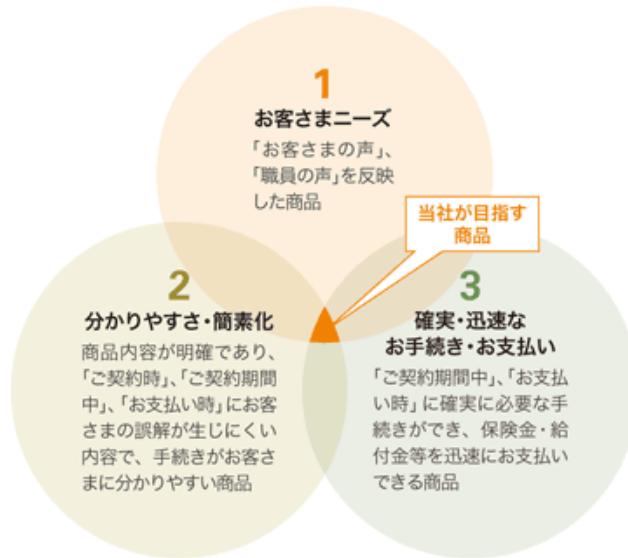 1
お客さまニーズ
「お客さまの声」、
「職員の声」を反映
した商品
当社が目指す
商品
2
分かりやすさ・簡素化
商品内容が明確であり、
「ご契約時」、「ご契約期間
中」、「お支払い時」にお客
さまの誤解が生じにくい
内容で、手続きがお客さ
まに分かりやすい商品
3
確実・迅速な
お手続き・お支払い
「ご契約期間中」、「お支払
い時」に確実に必要な手
続きができ、保険金・給
付金等を迅速にお支払い
できる商品